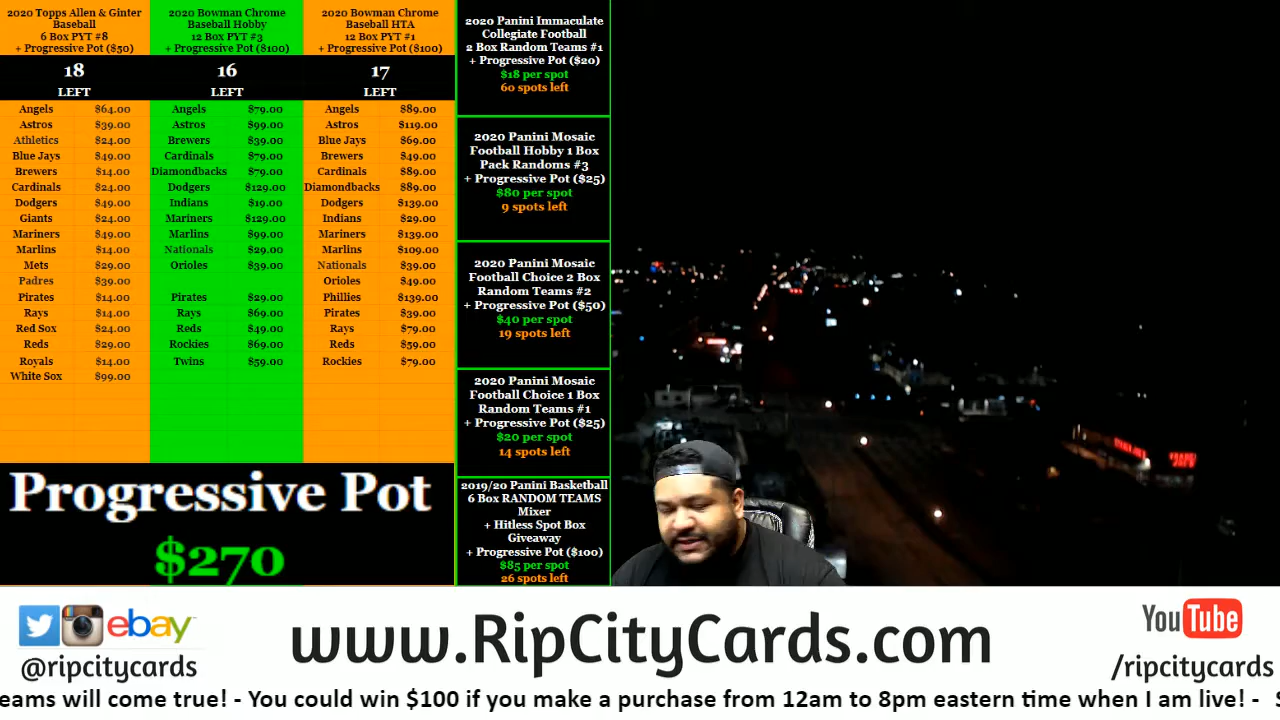 2020 Topps Allen & Ginter
Baseball
6 Box PYT #8
+ Progressive Pot ($50)
18
LEFT
Angels $64.00
Astros $39.00
Athletics $24.00
Blue Jays $49.00
Brewers $14.00
Cardinals $24.00
Dodgers $49.00
Giants $24.00
Mariners $49.00
Marlins $14.00
Mets $29.00
Padres $39.00
Pirates $14.00
Rays $14.00
Red Sox $24.00
Reds $29.00
Royals $14.00
White Sox $99.00
2020 Bowman Chrome
Baseball Hobby
12 Box PYT #3
+ Progressive Pot ($100)
16
LEFT
Angels $79.00
Astros $99.00
Brewers $39.00
Cardinals $79.00
Diamondbacks $79.00
Dodgers $129.00
Indians $19.00
Mariners $129.00
Marlins $99.00
Nationals $29.00
Orioles $39.00
Pirates $29.00
Rays $69.00
Reds $49.00
Rockies $69.00
Twins $59.00
2020 Bowman Chrome
Baseball HTA
12 Box PYT #1
+ Progressive Pot ($100)
17
LEFT
Angels $89.00
Astros $119.00
Blue Jays $69.00
Brewers $49.00
Cardinals $89.00
Diamondbacks $89.00
Dodgers $139.00
Indians $29.00
Mariners $139.00
Marlins $109.00
Nationals $39.00
Orioles $49.00
Phillies $139.00
Pirates $39.00
Rays $79.00
Reds $59.00
Rockies $79.00
Progressive Pot
$270
2020 Panini Immaculate
Collegiate Football
2 Box Random Teams #1
+ Progressive Pot ($20)
$18 per spot
60 spots left
2020 Panini Mosaic
Football Hobby 1 Box
Pack Randoms #3
+ Progressive Pot ($25)
$80 per spot
9 spots left
2020 Panini Mosaic
Football Choice 2 Box
Random Teams #2
+ Progressive Pot ($50)
$40 per spot
19 spots left
2020 Panini Mosaic
Football Choice 1 Box
Random Teams #1
+ Progressive Pot ($25)
$20 per spot
14 spots left
2019/20 Panini Basketball
6 Box RANDOM TEAMS
Mixer
+ Hitless Spot Box
Giveaway
+ Progressive Pot ($100)
$85 per spot
26 spots left
ebay
@ripcitycards
www.RipCityCards.com
YouTube
/ripcitycards
eams will come true! - You could win $100 if you make a purchase from 12am to 8pm eastern time when I am live! -